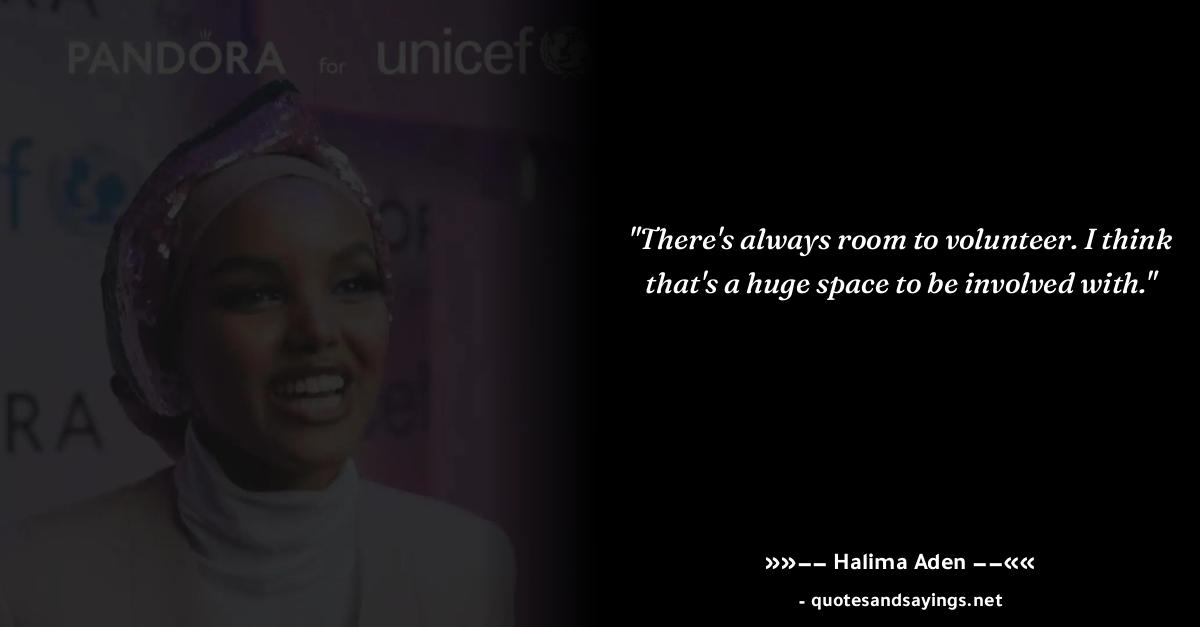 PANDORA for unicef
f
RA
"There's always room to volunteer. I think
that's a huge space to be involved with."
»»–– Halima Aden ––««
- quotesandsayings.net